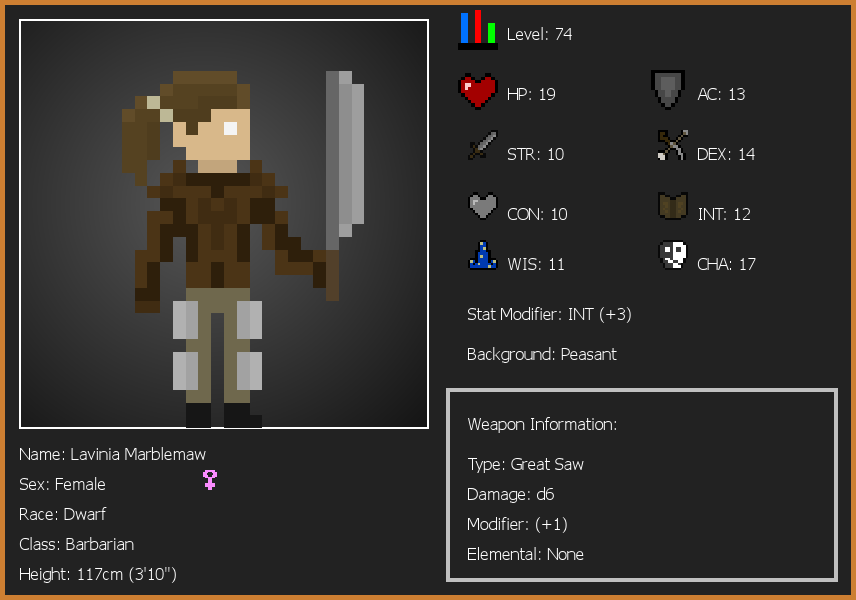 Level: 74
HP: 19
AC: 13
STR: 10
DEX: 14
CON: 10
INT: 12
WIS: 11
CHA: 17
Stat Modifier: INT (+3)
Background: Peasant
Weapon Information:
Type: Great Saw
Damage: d6
Modifier: (+1)
Elemental: None
Name: Lavinia Marblemaw
Sex: Female
Race: Dwarf
Class: Barbarian
Height: 117cm (3'10")